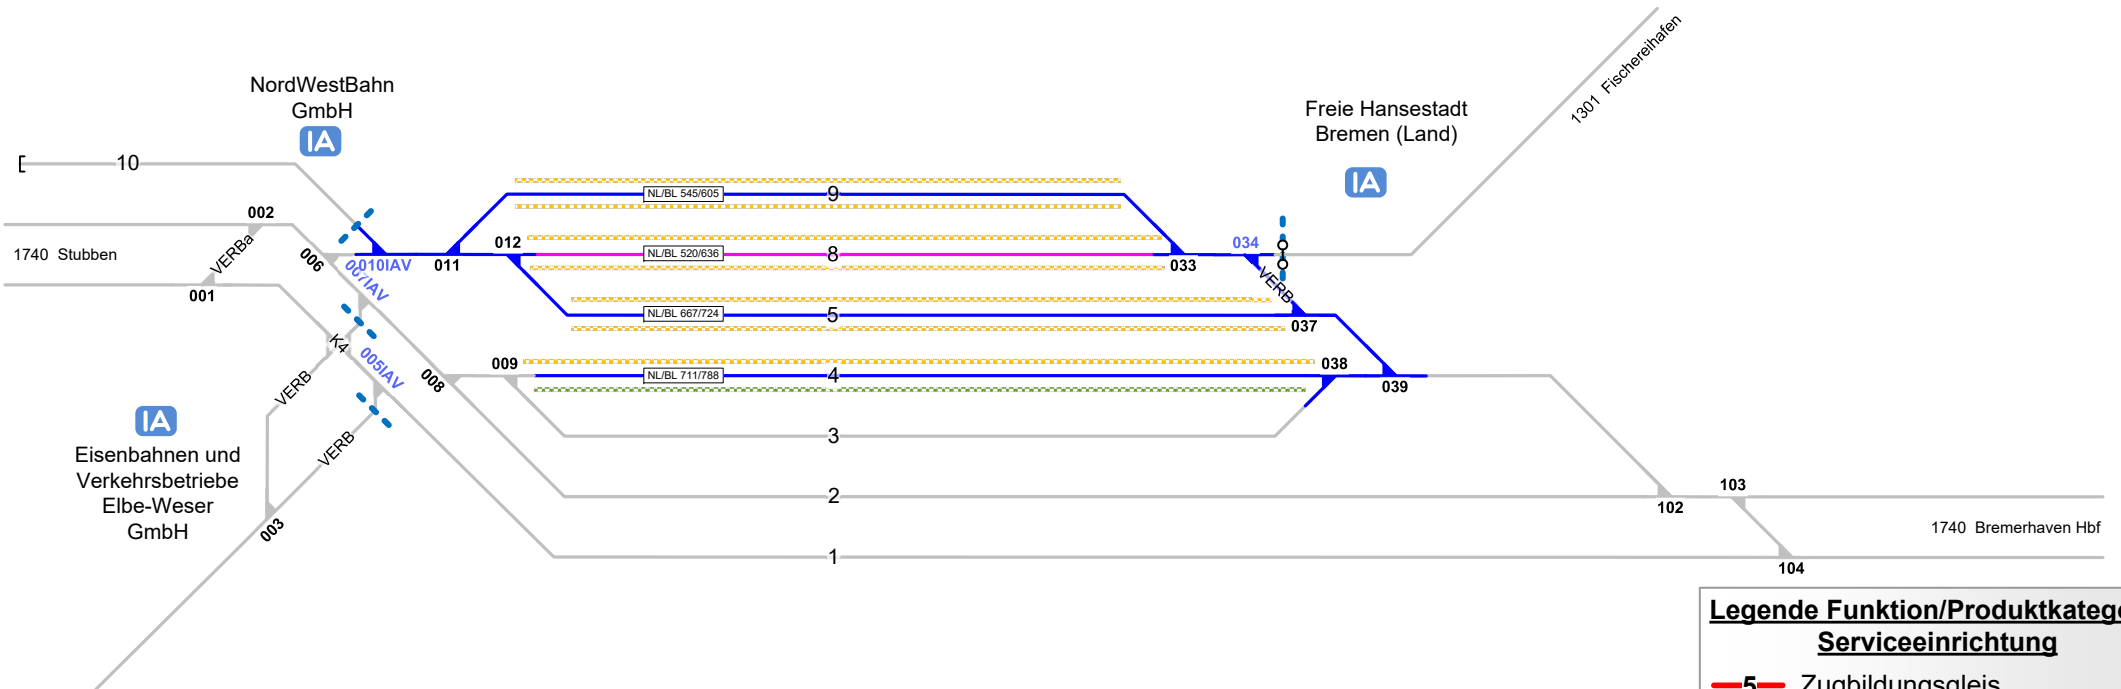 NordWestBahn
GmbH
IA
Freie Hansestadt
Bremen (Land)
IA
1301 Fischereihafen
10
NL/BL 545/605
9
002
VERBa
1740 Stubben
001
006
010IAV
007IAV
011
012
NL/BL 520/636
8
033
034
VERB
NL/BL 667/724
5
037
K4
005IAV
008
009
NL/BL 711/788
4
038
039
VERB
VERB
IA
Eisenbahnen und
Verkehrsbetriebe
Elbe-Weser
GmbH
003
3
2
102
103
1740 Bremerhaven Hbf
1
104
Legende Funktion/Produktkatego
Serviceeinrichtung
5 Zugbildungsgleis